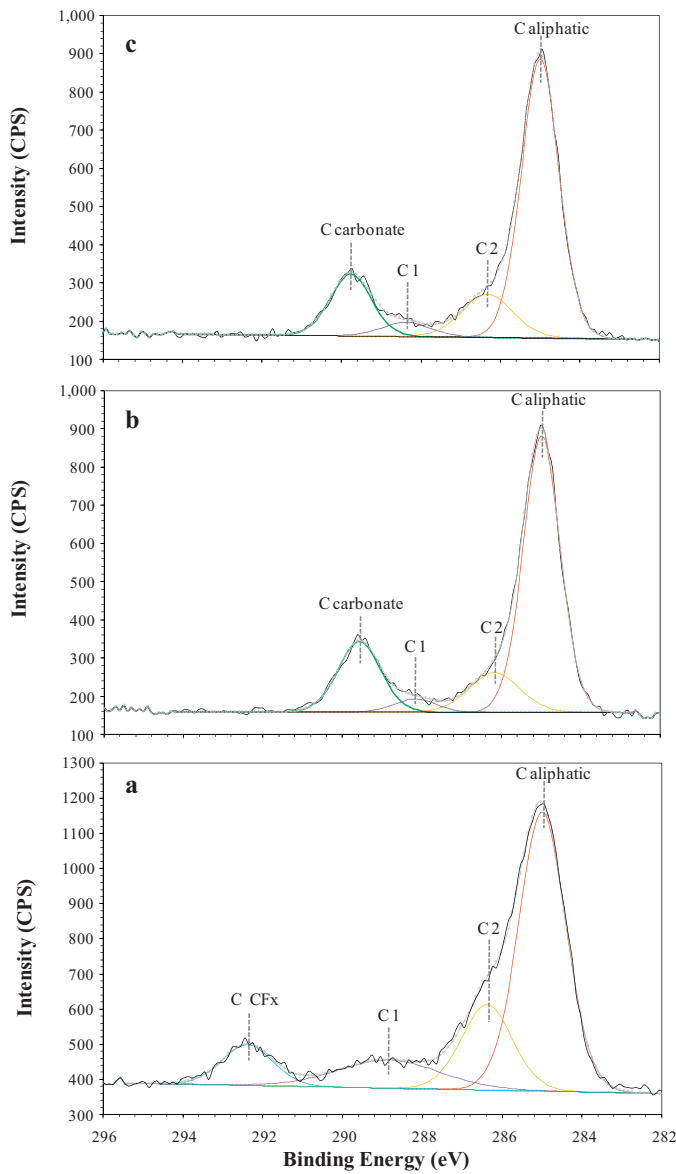 c
C aliphatic
C carbonate
C 1
C 2
1,000
900
800
700
600
500
400
300
200
100
Intensity (CPS)
b
C aliphatic
C carbonate
C 1
C 2
1,000
900
800
700
600
500
400
300
200
100
Intensity (CPS)
a
C aliphatic
C 2
C CFx
C 1
1300
1200
1100
1000
900
800
700
600
500
400
300
Intensity (CPS)
296 294 292 290 288 286 284 282
Binding Energy (eV)